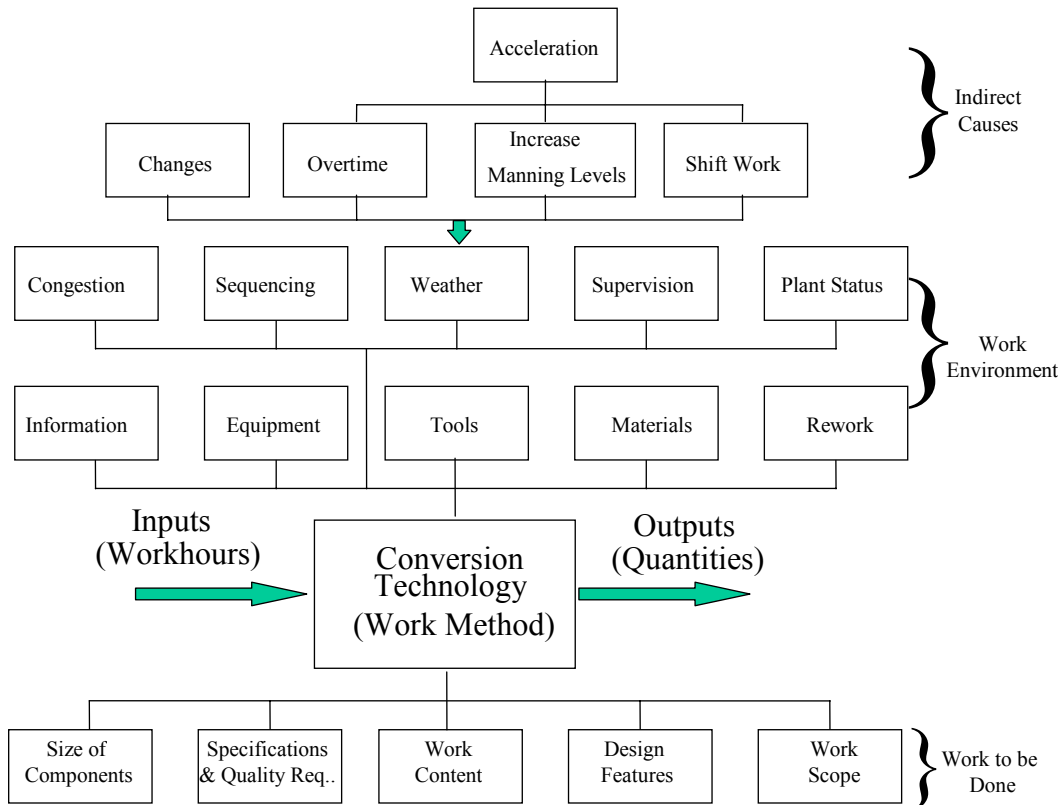 Acceleration
Indirect
Causes
Changes
Overtime
Increase
Manning Levels
Shift Work
Congestion
Sequencing
Weather
Supervision
Plant Status
Work
Environment
Information
Equipment
Tools
Materials
Rework
Inputs
(Workhours)
Conversion
Technology
(Work Method)
Outputs
(Quantities)
Size of
Components
Specifications
& Quality Req..
Work
Content
Design
Features
Work
Scope
Work to be
Done